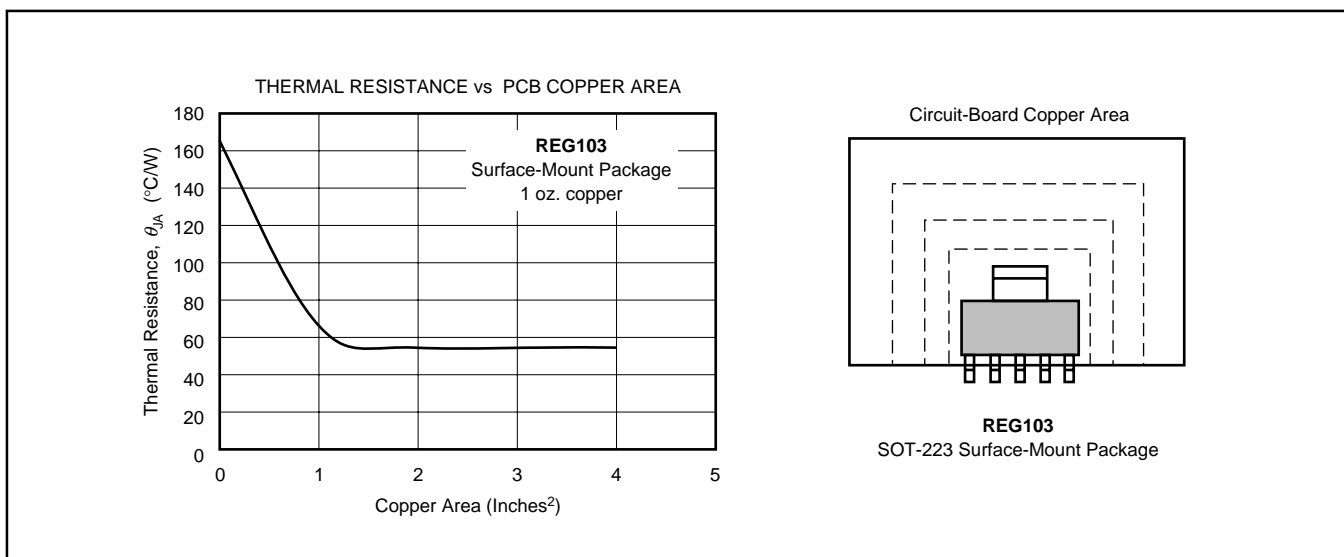 THERMAL RESISTANCE vs PCB COPPER AREA
Thermal Resistance, θJA (°C/W)
180
160
140
120
100
80
60
40
20
0
REG103
Surface-Mount Package
1 oz. copper
0 1 2 3 4 5
Copper Area (Inches²)
Circuit-Board Copper Area
REG103
SOT-223 Surface-Mount Package